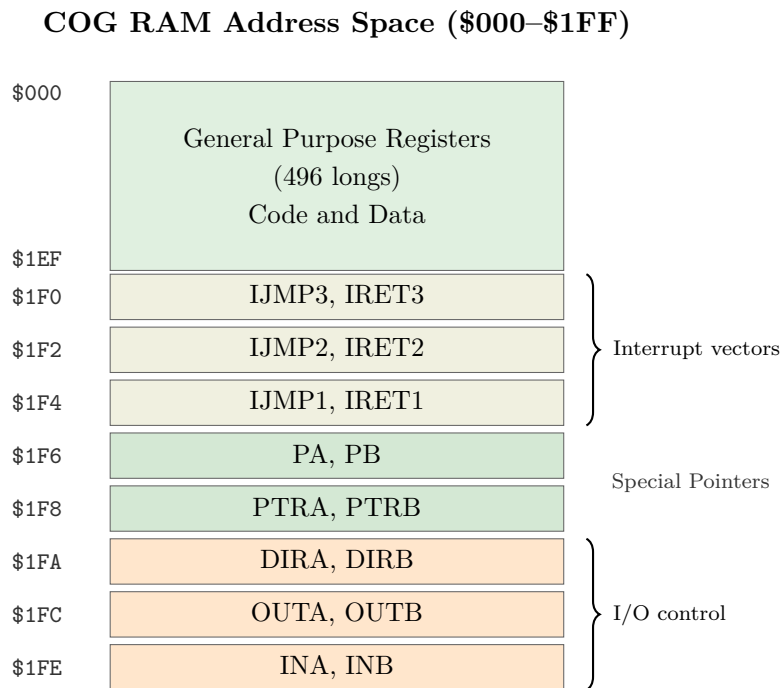 COG RAM Address Space ($000–$1FF)
$000
General Purpose Registers
(496 longs)
Code and Data
$1EF
$1F0 IJMP3, IRET3
$1F2 IJMP2, IRET2
Interrupt vectors
$1F4 IJMP1, IRET1
$1F6 PA, PB
Special Pointers
$1F8 PTRA, PTRB
$1FA DIRA, DIRB
$1FC OUTA, OUTB
I/O control
$1FE INA, INB